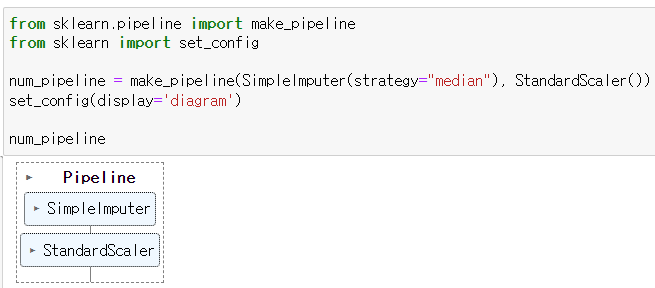 from sklearn.pipeline import make_pipeline
from sklearn import set_config
num_pipeline = make_pipeline(SimpleImputer(strategy="median"), StandardScaler())
set_config(display='diagram')
num_pipeline
Pipeline
SimpleImputer
StandardScaler